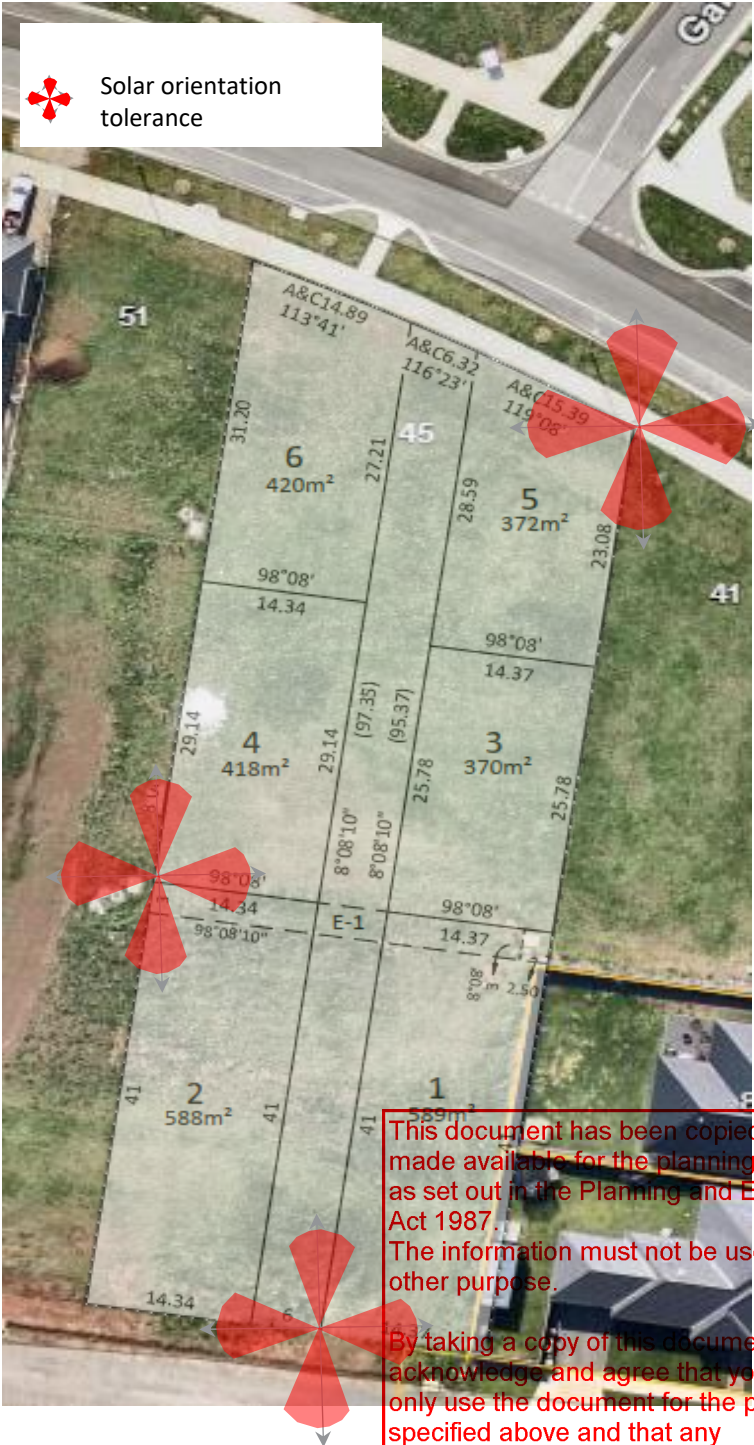 Solar orientation
tolerance
51
A&C14.89
113°41'
A&C6.32
116°23'
A&C15.39
119°08'
31.20
45
27.21
6
420m²
28.59
5
372m²
23.08
41
98°08'
14.34
98°08'
14.37
29.14
4
418m²
29.14
(97.35)
(95.37)
3
370m²
25.78
25.78
8°08'10"
8°08'10"
98°08'
14.34
98°08'10"
E-1
98°08'
14.37
80.8
3
2.50
2
588m²
41
41
1
589m²
41
14.34
6
This document has been copied
made available for the planning
as set out in the Planning and E
Act 1987.
The information must not be us
other purpose.
By taking a copy of this docume
acknowledge and agree that yo
only use the document for the p
specified above and that any